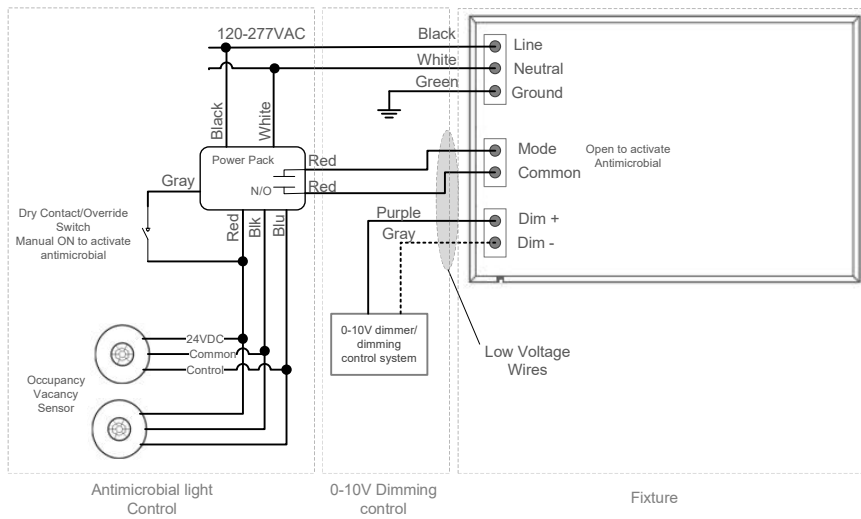 120-277VAC
Black
White
Green
Line
Neutral
Ground
Black
White
Power Pack
N/O
Red
Red
Mode
Common
Open to activate
Antimicrobial
Gray
Dry Contact/Override
Switch
Manual ON to activate
antimicrobial
Red
Blk
Blu
Purple
Gray
Dim +
Dim -
0-10V dimmer/
dimming
control system
Low Voltage
Wires
24VDC
Common
Control
Occupancy
Vacancy
Sensor
Antimicrobial light
Control
0-10V Dimming
control
Fixture